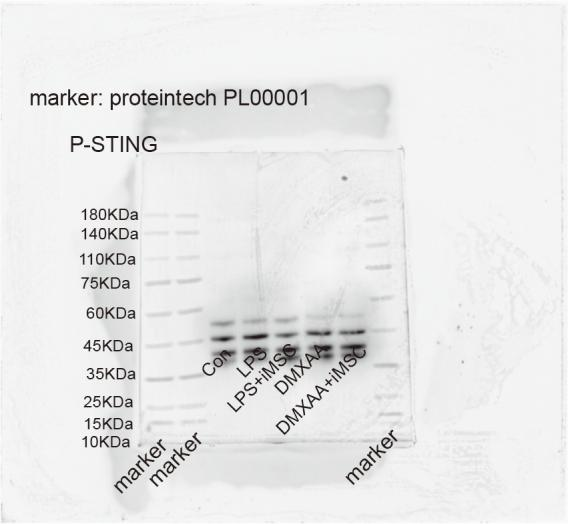 marker: proteintech PL00001
P-STING
180KDa
140KDa
110KDa
75KDa
60KDa
45KDa
35KDa
25KDa
15KDa
10KDa
Con
LPS
LPS+iMSC
DMXAA
DMXAA+iMSC
marker
marker
marker